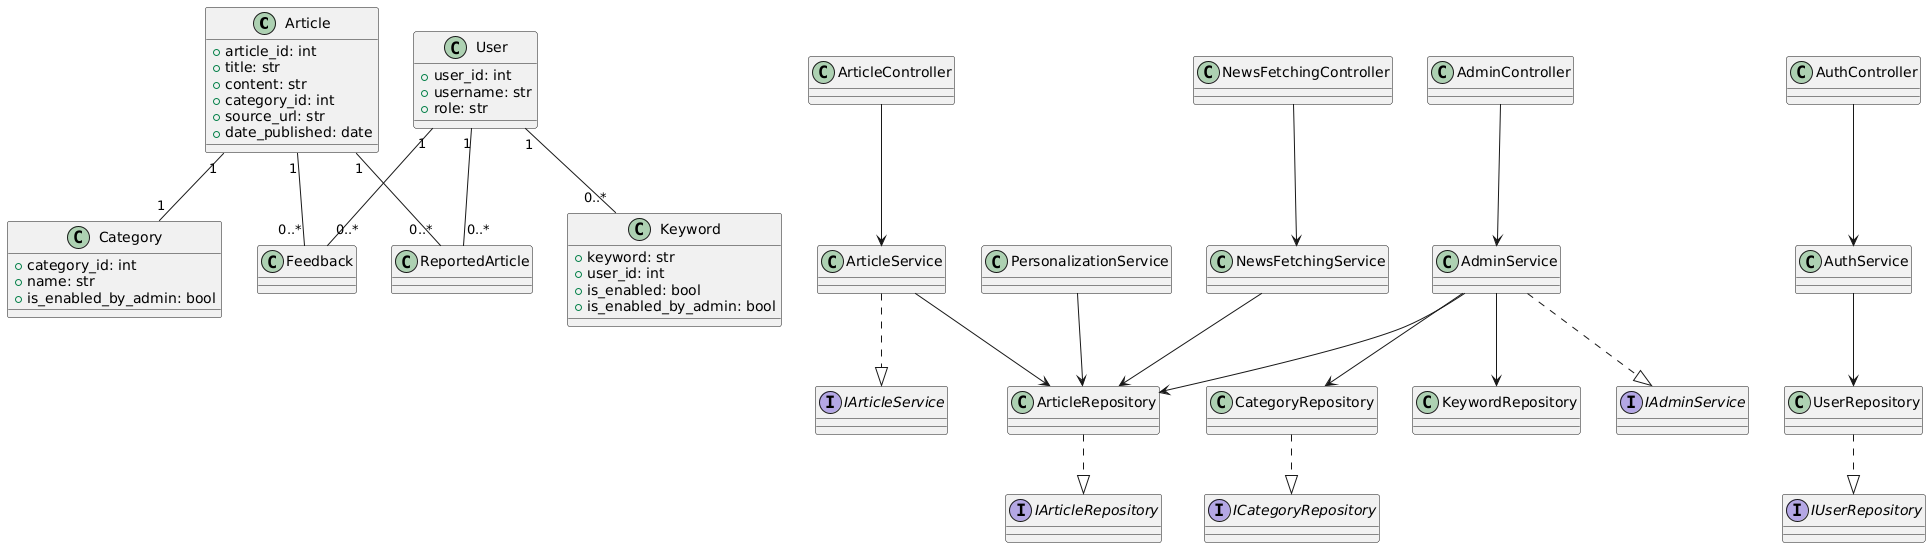 C Article
article_id: int
title: str
content: str
category_id: int
source_url: str
date_published: date
C User
user_id: int
username: str
role: str
C ArticleController
C NewsFetchingController
C AdminController
C AuthController
1
1
1
1
1
1
1
0..*
0..*
0..*
0..*
0..*
C Category
category_id: int
name: str
is_enabled_by_admin: bool
C Feedback
C ReportedArticle
C Keyword
keyword: str
user_id: int
is_enabled: bool
is_enabled_by_admin: bool
C ArticleService
C PersonalizationService
C NewsFetchingService
C AdminService
C AuthService
I IArticleService
C ArticleRepository
C CategoryRepository
C KeywordRepository
I IAdminService
C UserRepository
I IArticleRepository
I ICategoryRepository
I IUserRepository